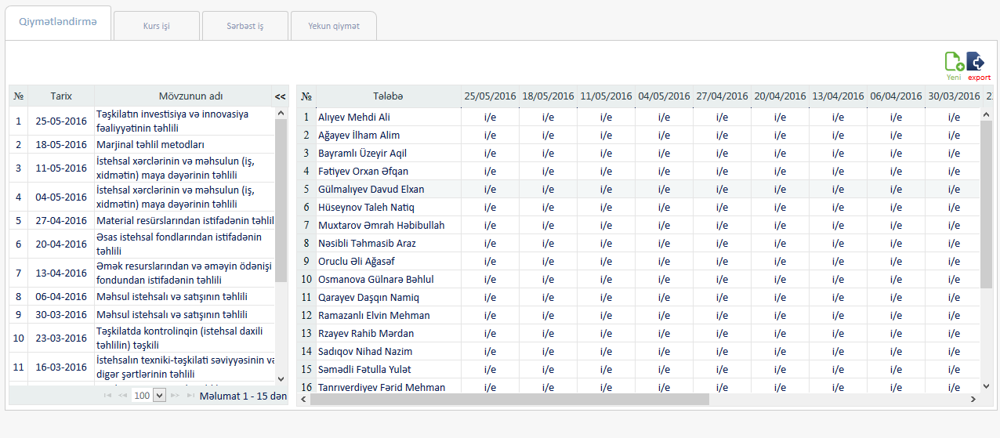 Qiymətləndirmə
Kurs işi
Sərbəst iş
Yekun qiymət
Yeni export
№ Tarix Mövzunun adı <<
1 25-05-2016 Təşkilatın investisiya və innovasiya
fəaliyyətinin təhlili
2 18-05-2016 Marjinal təhlil metodları
3 11-05-2016 İstehsal xərclərinin və məhsulun (iş,
xidmətin) maya dəyərinin təhlili
4 04-05-2016 İstehsal xərclərinin və məhsulun (iş,
xidmətin) maya dəyərinin təhlili
5 27-04-2016 Material resürslarından istifadənin təhlil
6 20-04-2016 Əsas istehsal fondlarından istifadənin
təhlili
7 13-04-2016 Əmək resurslarından və əməyin ödənişi
fondundan istifadənin təhlili
8 06-04-2016 Məhsul istehsalı və satışının təhlili
9 30-03-2016 Məhsul istehsalı və satışının təhlili
10 23-03-2016 Təşkilatda kontrolinqin (istehsal daxili
təhlilin) təşkili
11 16-03-2016 İstehsalın texniki-təşkilati səviyyəsinin və
digər şərtlərinin təhlili
100 Məlumat 1 - 15 dən
№ Tələbə 25/05/2016 18/05/2016 11/05/2016 04/05/2016 27/04/2016 20/04/2016 13/04/2016 06/04/2016 30/03/2016 2
1 Alıyev Mehdi Ali i/e i/e i/e i/e i/e i/e i/e i/e i/e
2 Ağayev İlham Alim i/e i/e i/e i/e i/e i/e i/e i/e i/e
3 Bayramlı Üzeyir Aqil i/e i/e i/e i/e i/e i/e i/e i/e i/e
4 Fətiyev Orxan Əfqan i/e i/e i/e i/e i/e i/e i/e i/e i/e
5 Gülmalıyev Davud Elxan i/e i/e i/e i/e i/e i/e i/e i/e i/e
6 Hüseynov Taleh Natiq i/e i/e i/e i/e i/e i/e i/e i/e i/e
7 Muxtarov Əmrah Həbibullah i/e i/e i/e i/e i/e i/e i/e i/e i/e
8 Nəsibli Təhmasib Araz i/e i/e i/e i/e i/e i/e i/e i/e i/e
9 Oruclu Əli Ağasəf i/e i/e i/e i/e i/e i/e i/e i/e i/e
10 Osmanova Gülnarə Bəhlul i/e i/e i/e i/e i/e i/e i/e i/e i/e
11 Qarayev Daşqın Namiq i/e i/e i/e i/e i/e i/e i/e i/e i/e
12 Ramazanlı Elvin Mehman i/e i/e i/e i/e i/e i/e i/e i/e i/e
13 Rzayev Rahib Mərdan i/e i/e i/e i/e i/e i/e i/e i/e i/e
14 Sadıqov Nihad Nazim i/e i/e i/e i/e i/e i/e i/e i/e i/e
15 Səmədli Fətulla Yulət i/e i/e i/e i/e i/e i/e i/e i/e i/e
16 Tanrıverdiyev Fərid Mehman i/e i/e i/e i/e i/e i/e i/e i/e i/e